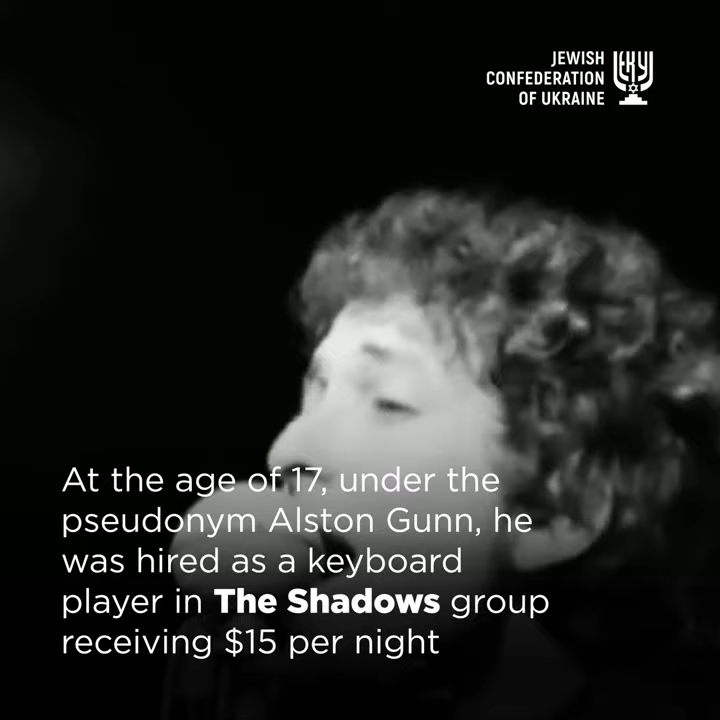 JEWISH
CONFEDERATION
OF UKRAINE
At the age of 17, under the
pseudonym Alston Gunn, he
was hired as a keyboard
player in The Shadows group
receiving $15 per night